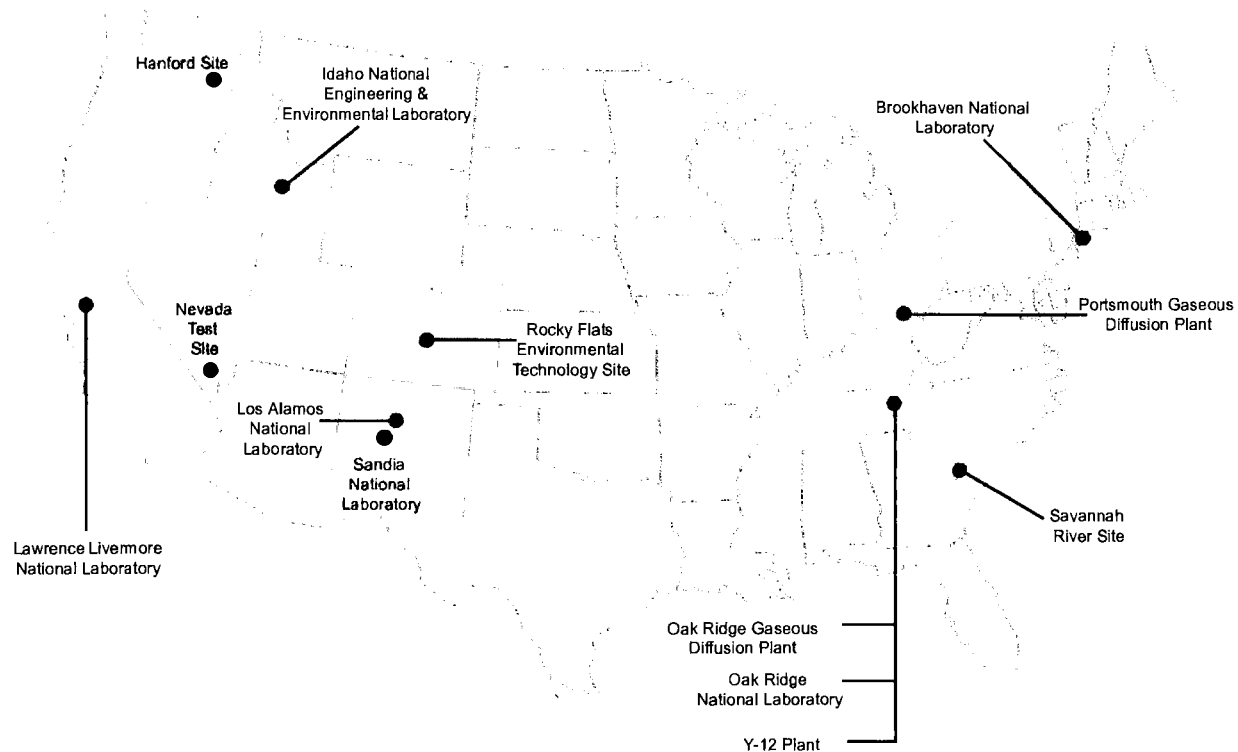 Hanford Site
Idaho National
Engineering &
Environmental Laboratory
Brookhaven National
Laboratory
Nevada
Test
Site
Rocky Flats
Environmental
Technology Site
Portsmouth Gaseous
Diffusion Plant
Los Alamos
National
Laboratory
Sandia
National
Laboratory
Lawrence Livermore
National Laboratory
Savannah
River Site
Oak Ridge Gaseous
Diffusion Plant
Oak Ridge
National Laboratory
Y-12 Plant